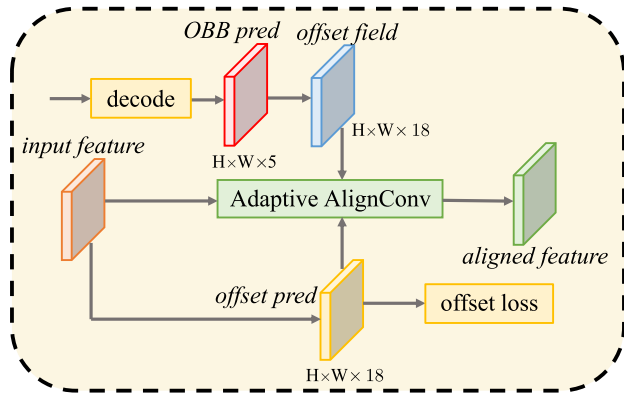 OBB pred
offset field
decode
H×W×5
H×W×18
input feature
Adaptive AlignConv
aligned feature
offset pred
offset loss
H×W×18